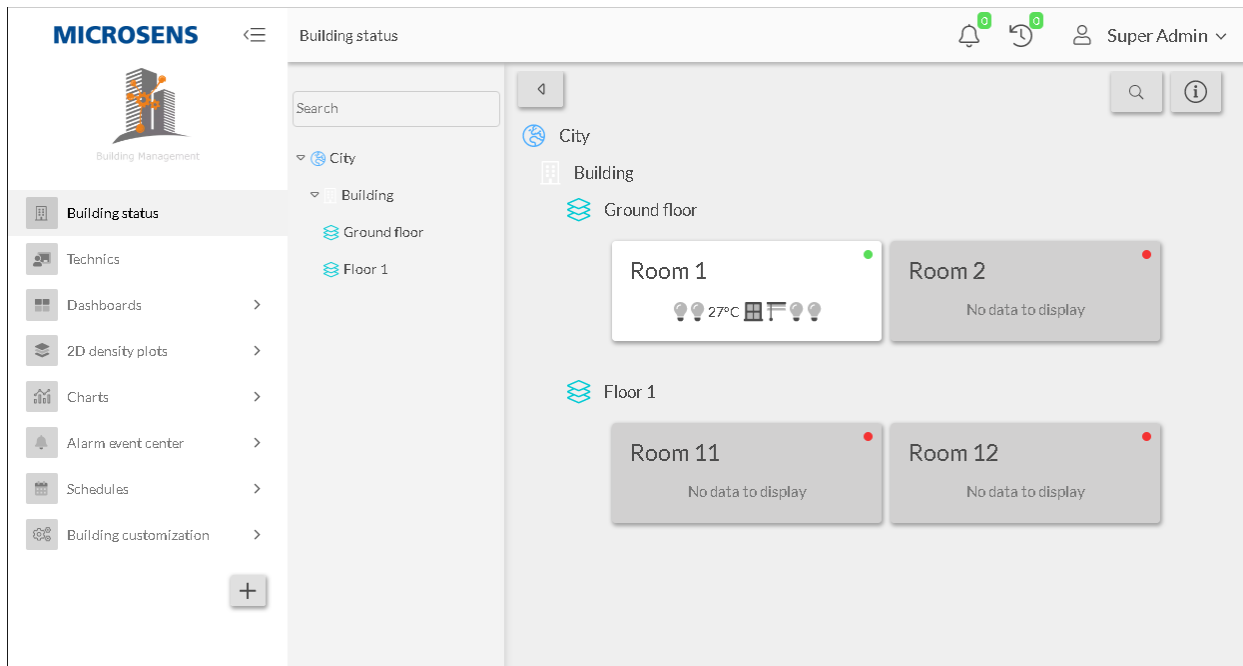 MICROSENS
Building Management
Building status
Technics
Dashboards
2D density plots
Charts
Alarm event center
Schedules
Building customization
Building status
0
0
Super Admin
Search
City
Building
Ground floor
Floor 1
City
Building
Ground floor
Room 1
27°C
Room 2
No data to display
Floor 1
Room 11
No data to display
Room 12
No data to display